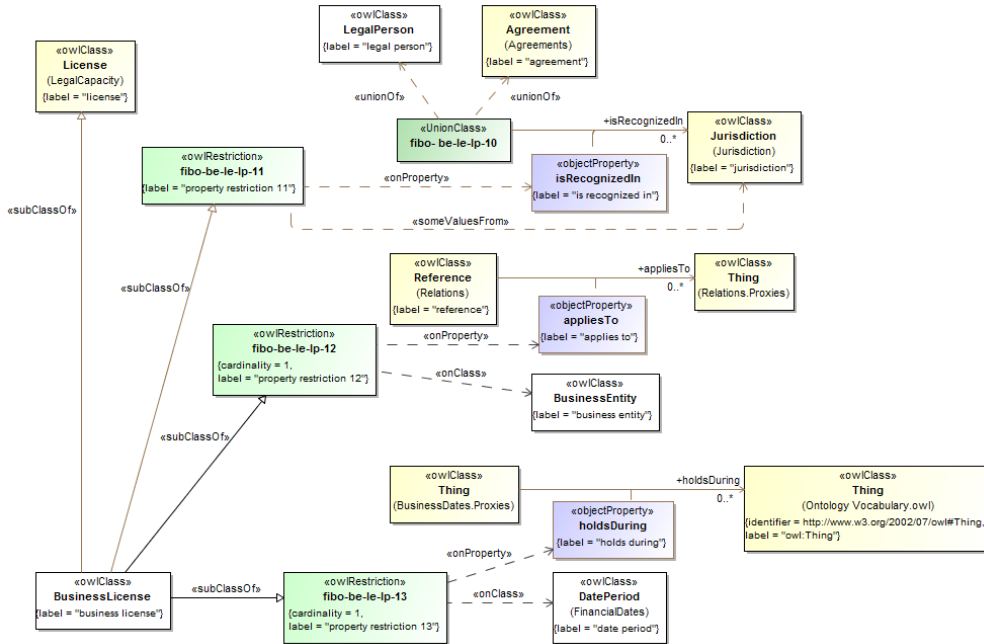 «owlClass»
LegalPerson
{label = "legal person"}
«owlClass»
Agreement
(Agreements)
{label = "agreement"}
«owlClass»
License
(LegalCapacity)
{label = "license"}
«unionOf»
«unionOf»
«UnionClass»
fibo- be-le-lp-10
+isRecognizedIn
0..*
«owlClass»
Jurisdiction
(Jurisdiction)
{label = "jurisdiction"}
«owlRestriction»
fibo-be-le-lp-11
{label = "property restriction 11"}
«onProperty»
«objectProperty»
isRecognizedIn
{label = "is recognized in"}
«subClassOf»
«someValuesFrom»
«subClassOf»
«owlClass»
Reference
(Relations)
{label = "reference"}
+appliesTo
0..*
«owlClass»
Thing
(Relations.Proxies)
«objectProperty»
appliesTo
{label = "applies to"}
«owlRestriction»
fibo-be-le-lp-12
{cardinality = 1,
label = "property restriction 12"}
«onProperty»
«onClass»
«owlClass»
BusinessEntity
{label = "business entity"}
«subClassOf»
«owlClass»
Thing
(BusinessDates.Proxies)
+holdsDuring
0..*
«owlClass»
Thing
(Ontology Vocabulary.owl)
{identifier = http://www.w3.org/2002/07/owl#Thing,
label = "owl:Thing"}
«objectProperty»
holdsDuring
{label = "holds during"}
«onProperty»
«owlClass»
BusinessLicense
{label = "business license"}
«subClassOf»
«owlRestriction»
fibo-be-le-lp-13
{cardinality = 1,
label = "property restriction 13"}
«onClass»
«owlClass»
DatePeriod
(FinancialDates)
{label = "date period"}